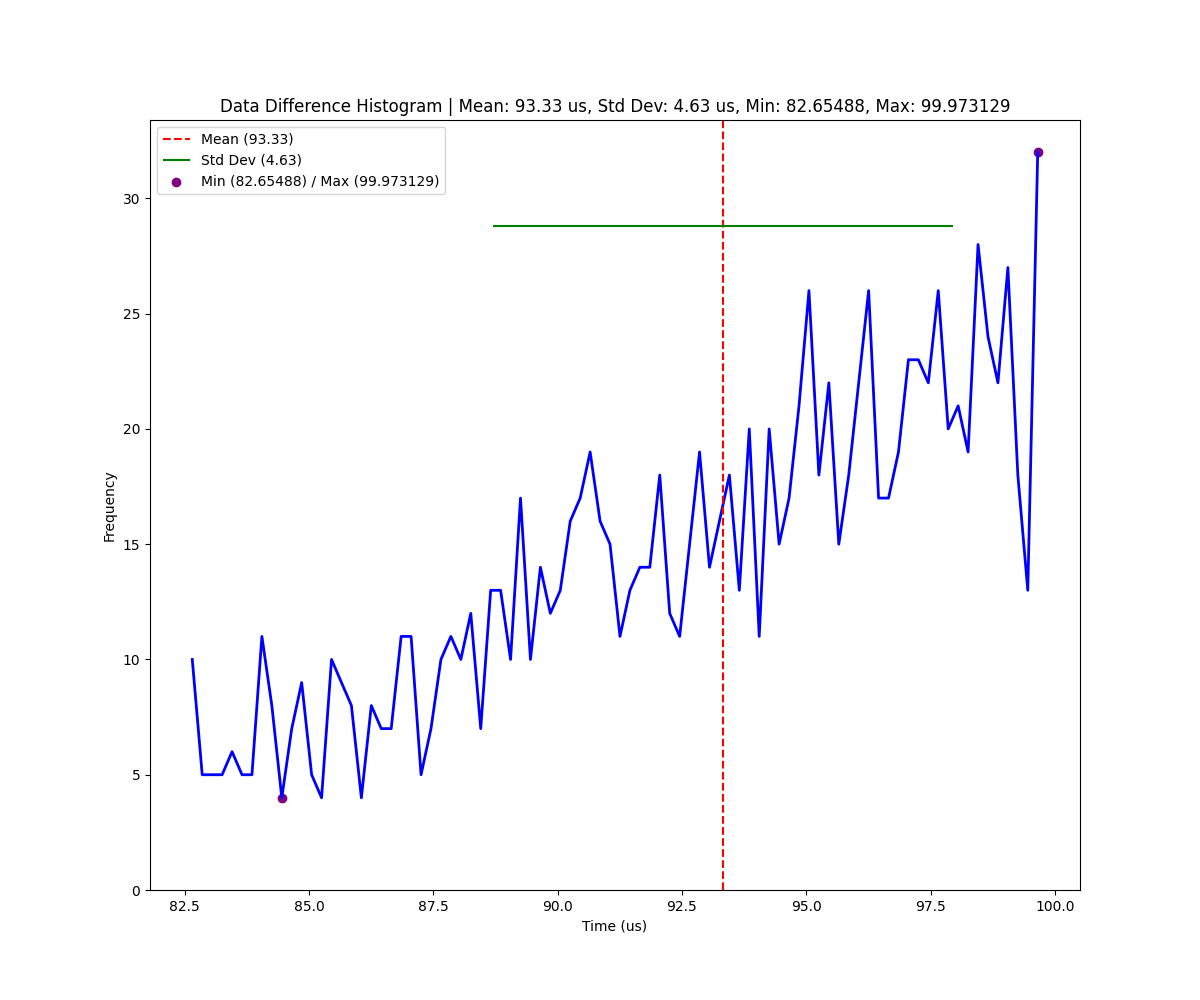 Data Difference Histogram | Mean: 93.33 us, Std Dev: 4.63 us, Min: 82.65488, Max: 99.973129
Mean (93.33)
Std Dev (4.63)
Min (82.65488) / Max (99.973129)
30
25
20
15
10
5
0
Frequency
82.5 85.0 87.5 90.0 92.5 95.0 97.5 100.0
Time (us)